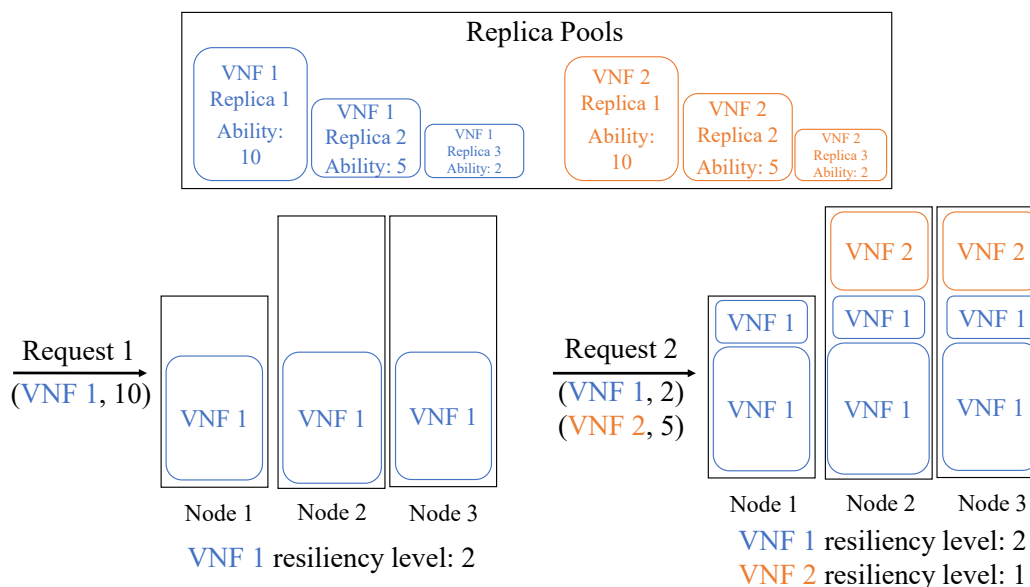 Replica Pools
VNF 1
Replica 1
Ability:
10
VNF 1
Replica 2
Ability: 5
VNF 1
Replica 3
Ability: 2
VNF 2
Replica 1
Ability:
10
VNF 2
Replica 2
Ability: 5
VNF 2
Replica 3
Ability: 2
Request 1
(VNF 1, 10)
VNF 1
VNF 1
VNF 1
Node 1
Node 2
Node 3
VNF 1 resiliency level: 2
Request 2
(VNF 1, 2)
(VNF 2, 5)
VNF 2
VNF 2
VNF 1
VNF 1
VNF 1
VNF 1
VNF 1
VNF 1
Node 1
Node 2
Node 3
VNF 1 resiliency level: 2
VNF 2 resiliency level: 1